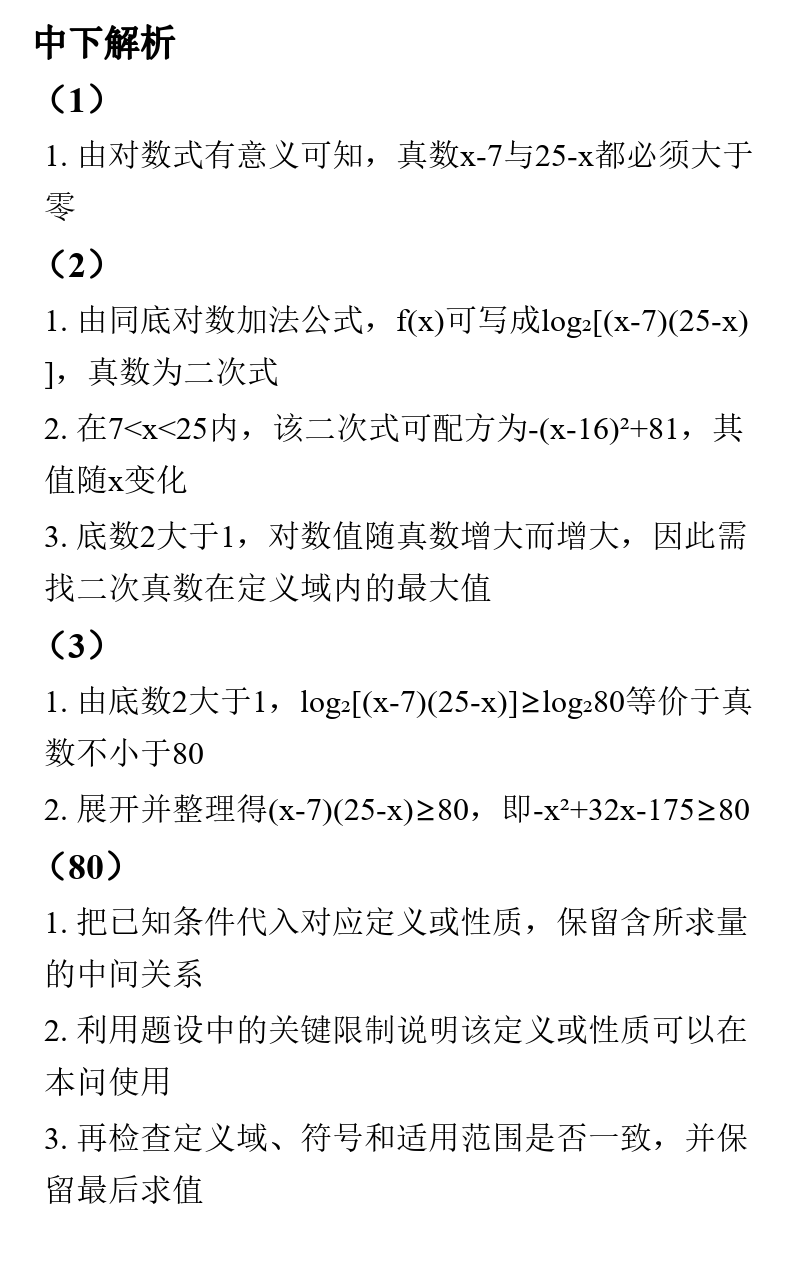 中下解析
（1）
1. 由对数式有意义可知，真数x-7与25-x都必须大于
零
（2）
1. 由同底对数加法公式，f(x)可写成log₂[(x-7)(25-x)
]，真数为二次式
2. 在7<x<25内，该二次式可配方为-(x-16)²+81，其
值随x变化
3. 底数2大于1，对数值随真数增大而增大，因此需
找二次真数在定义域内的最大值
（3）
1. 由底数2大于1，log₂[(x-7)(25-x)]≥log₂80等价于真
数不小于80
2. 展开并整理得(x-7)(25-x)≥80，即-x²+32x-175≥80
（80）
1. 把已知条件代入对应定义或性质，保留含所求量
的中间关系
2. 利用题设中的关键限制说明该定义或性质可以在
本问使用
3. 再检查定义域、符号和适用范围是否一致，并保
留最后求值